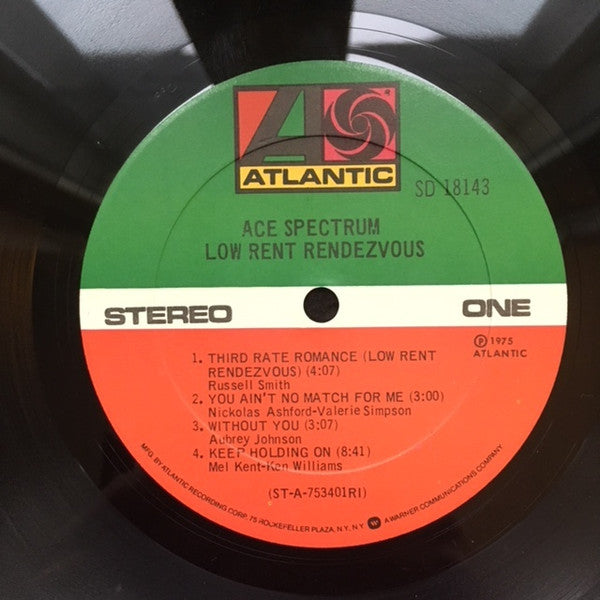 ATLANTIC
SD 18143
ACE SPECTRUM
LOW RENT RENDEZVOUS
STEREO
ONE
℗ 1975
ATLANTIC
1. THIRD RATE ROMANCE (LOW RENT
RENDEZVOUS) (4:07)
Russell Smith
2. YOU AIN'T NO MATCH FOR ME (3:00)
Nickolas Ashford-Valerie Simpson
3. WITHOUT YOU (3:07)
Aubrey Johnson
4. KEEP HOLDING ON (8:41)
Mel Kent-Ken Williams
(ST-A-753401RI)
MFG. BY ATLANTIC RECORDING CORP. 75 ROCKEFELLER PLAZA, N.Y. N.Y. A WARNER COMMUNICATIONS COMPANY